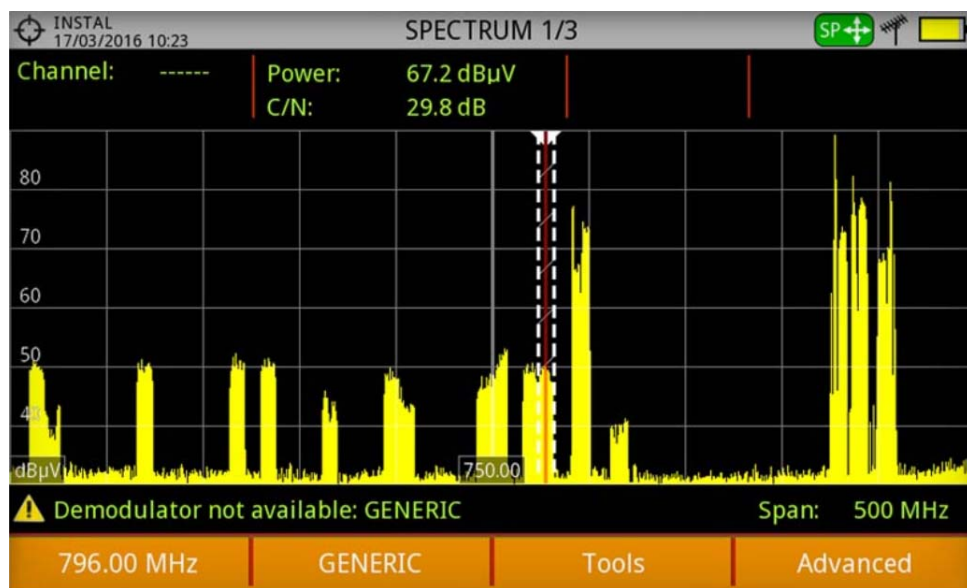 INSTAL
17/03/2016 10:23
SPECTRUM 1/3
SP
Channel: ------
Power: 67.2 dBµV
C/N: 29.8 dB
80
70
60
50
40
dBµV
750.00
Demodulator not available: GENERIC
Span: 500 MHz
796.00 MHz
GENERIC
Tools
Advanced